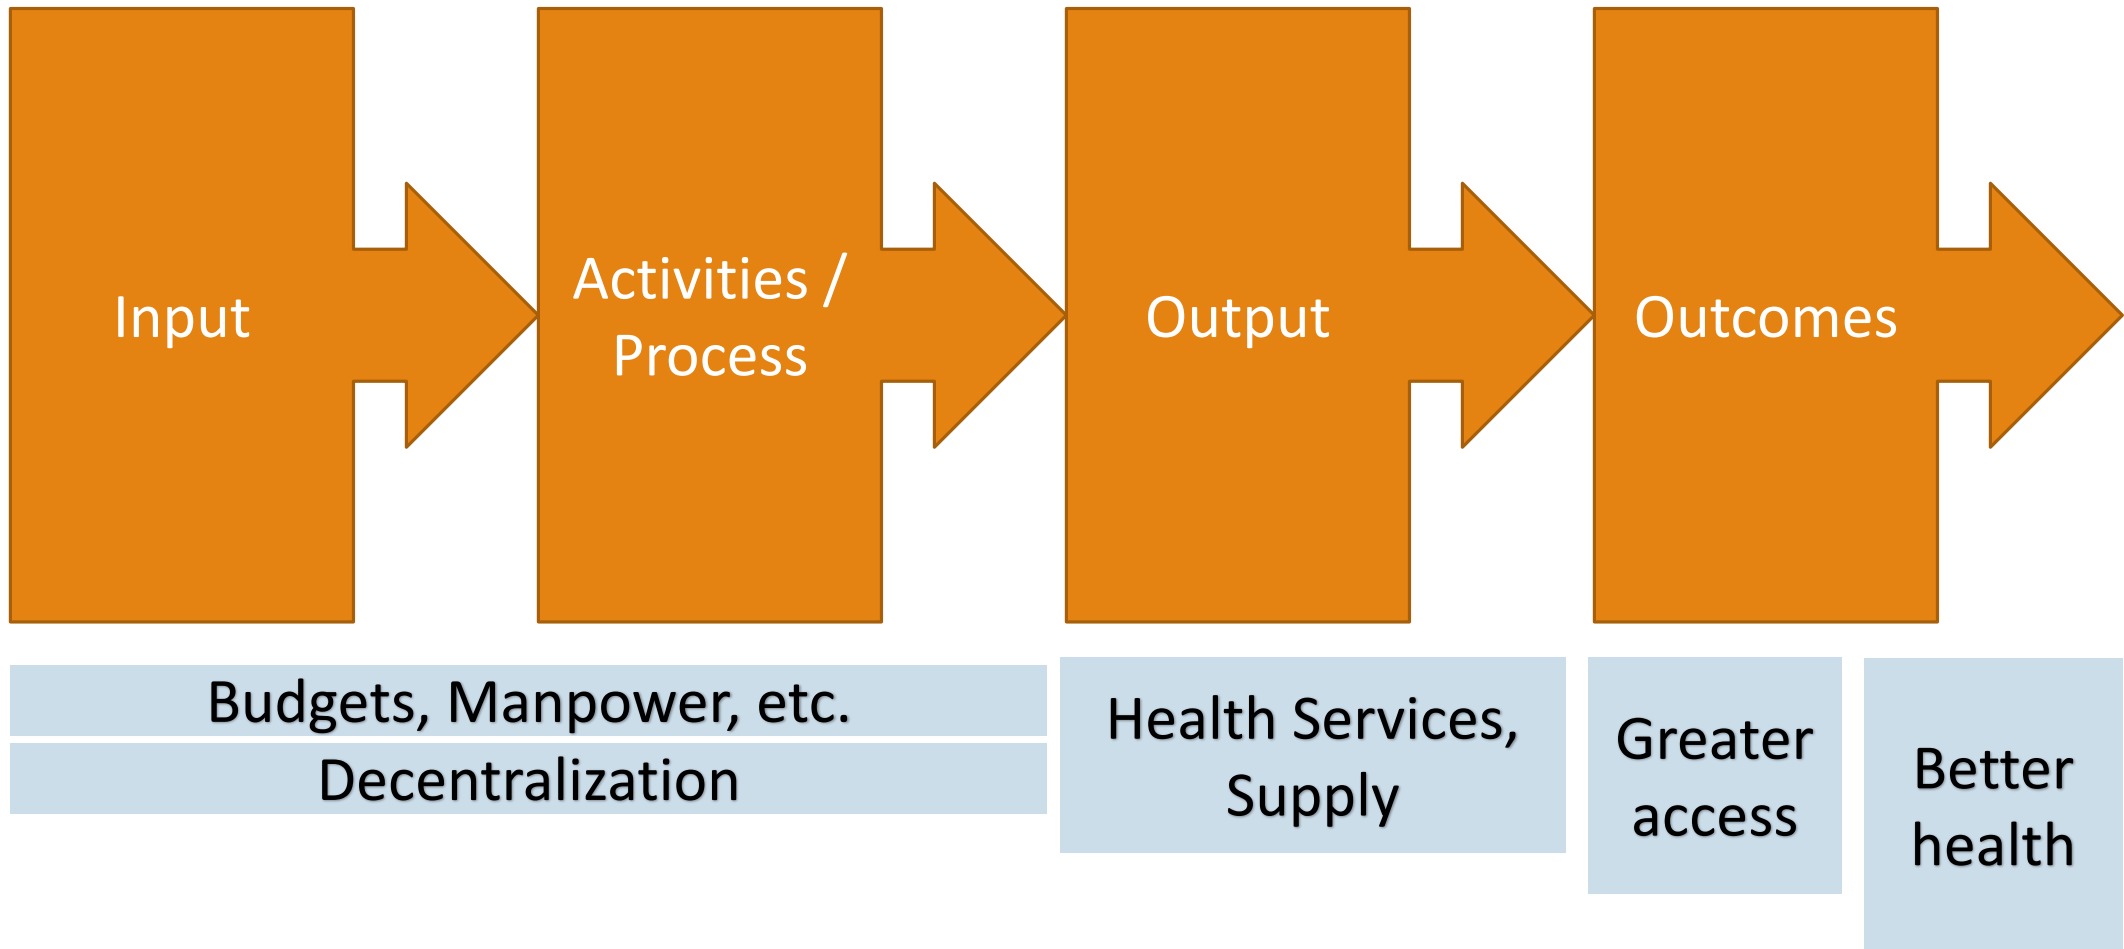 Input
Activities /
Process
Output
Outcomes
Budgets, Manpower, etc.
Decentralization
Health Services,
Supply
Greater
access
Better
health